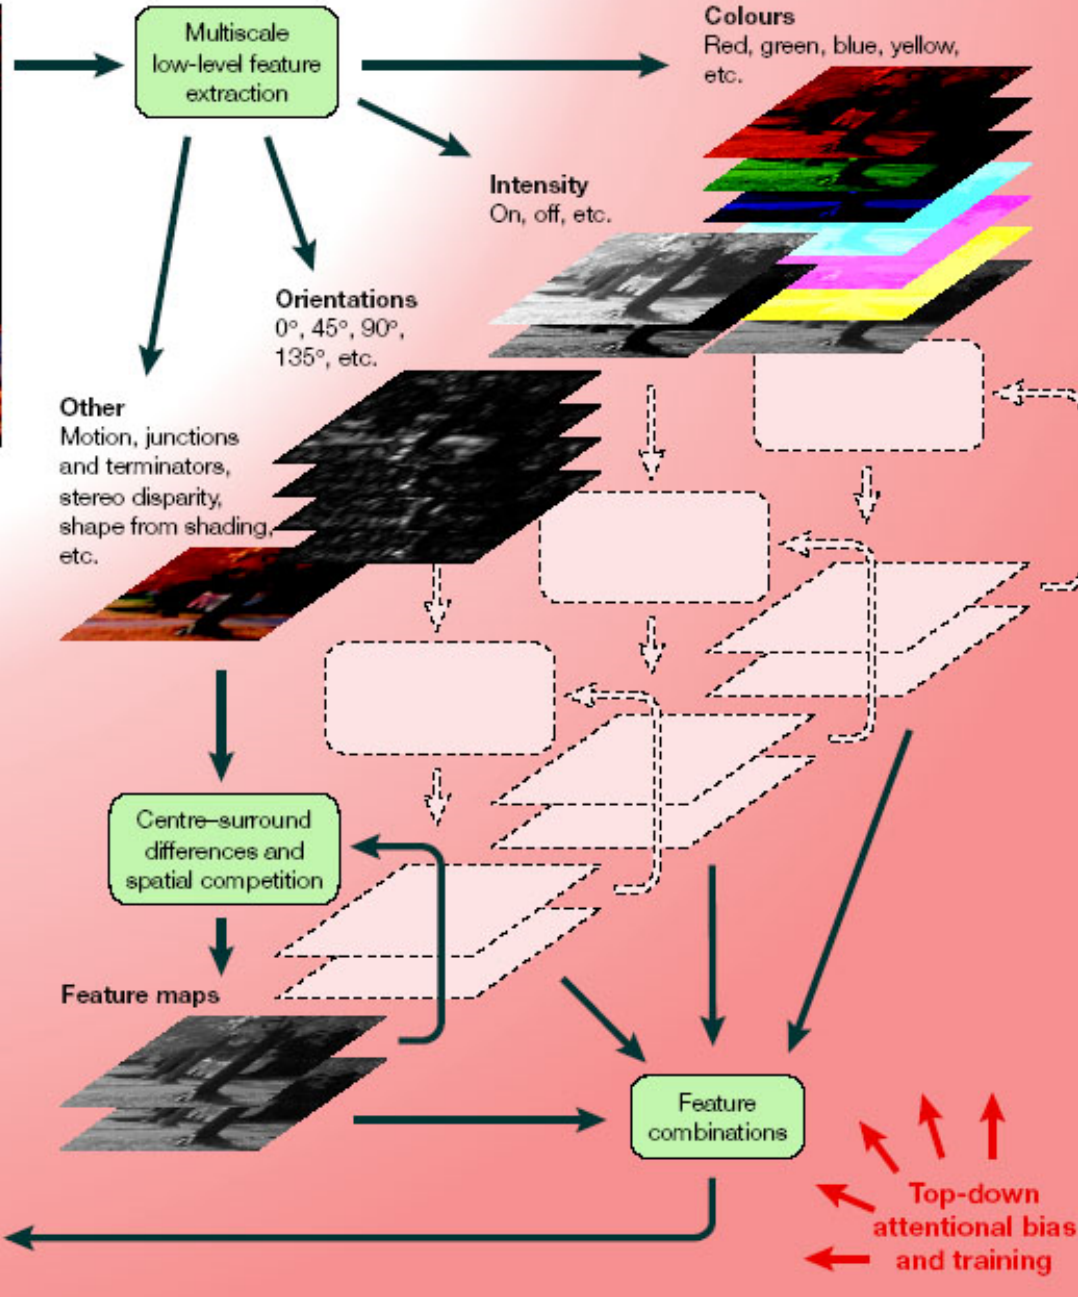 Multiscale
low-level feature
extraction
Colours
Red, green, blue, yellow,
etc.
Intensity
On, off, etc.
Orientations
0°, 45°, 90°,
135°, etc.
Other
Motion, junctions
and terminators,
stereo disparity,
shape from shading,
etc.
Centre–surround
differences and
spatial competition
Feature maps
Feature
combinations
Top-down
attentional bias
and training